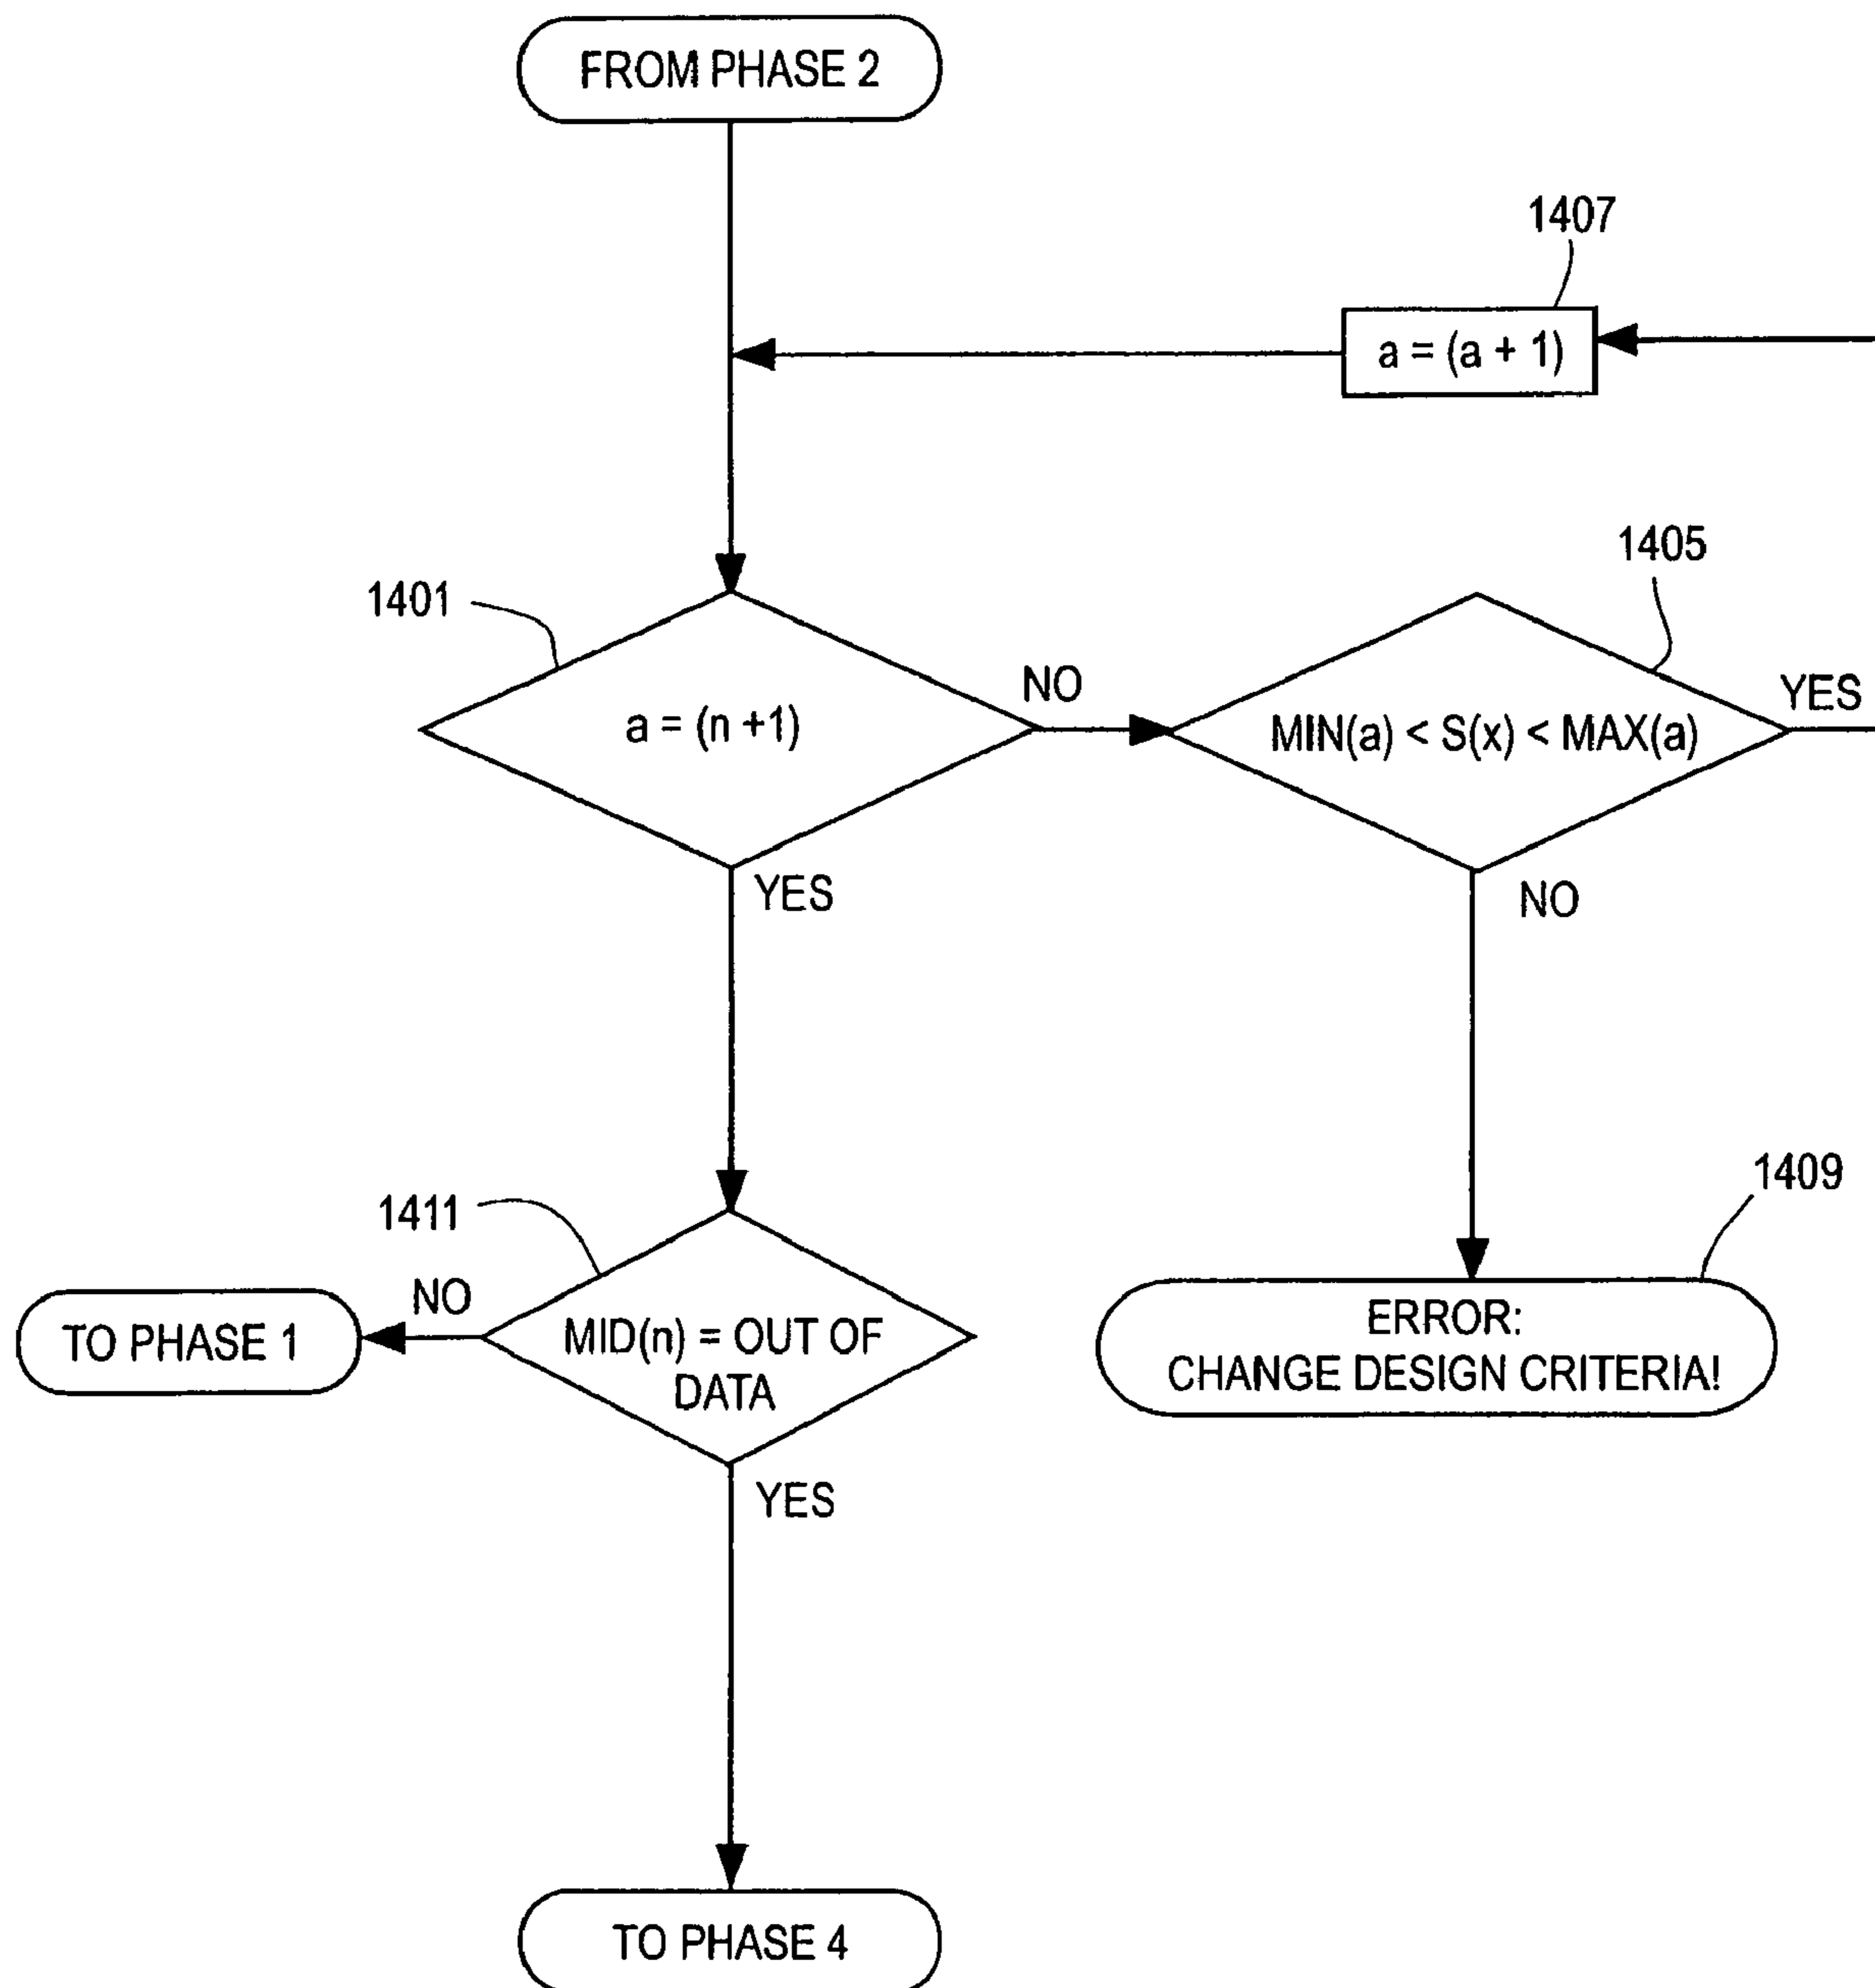 FROM PHASE 2
1407
a = (a + 1)
1405
1401
NO
YES
a = (n +1)
MIN(a) < S(x) < MAX(a)
YES
NO
1409
1411
NO
TO PHASE 1
MID(n) = OUT OF
DATA
ERROR:
CHANGE DESIGN CRITERIA!
YES
TO PHASE 4